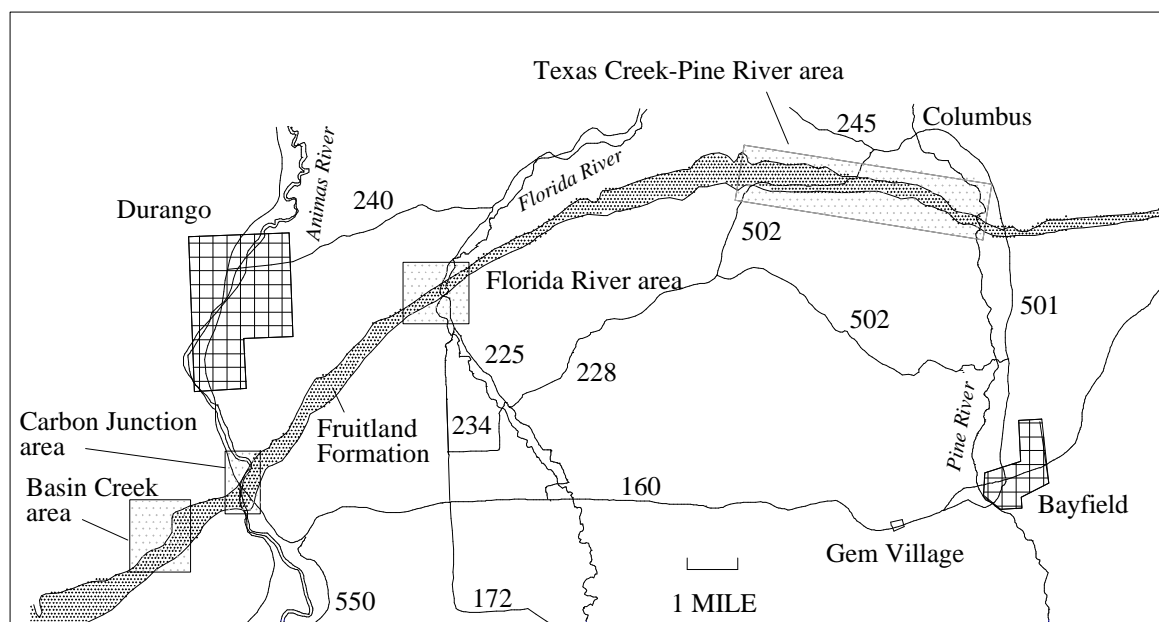 Texas Creek-Pine River area
Columbus
245
Animas River
Florida River
240
Durango
502
Florida River area
501
502
225
228
Carbon Junction
area
Fruitland
Formation
234
Pine River
Basin Creek
area
160
Bayfield
Gem Village
550
172
1 MILE